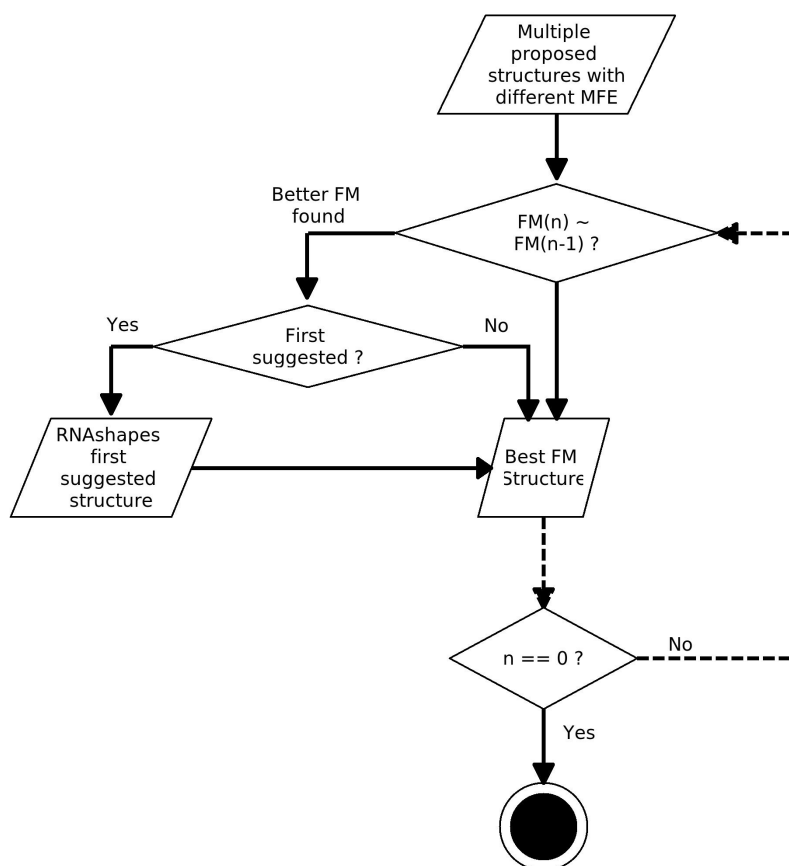 Multiple
proposed
structures with
different MFE
Better FM
found
FM(n) ~
FM(n-1) ?
Yes
First
suggested ?
No
RNAshapes
first
suggested
structure
Best FM
Structure
n == 0 ?
No
Yes